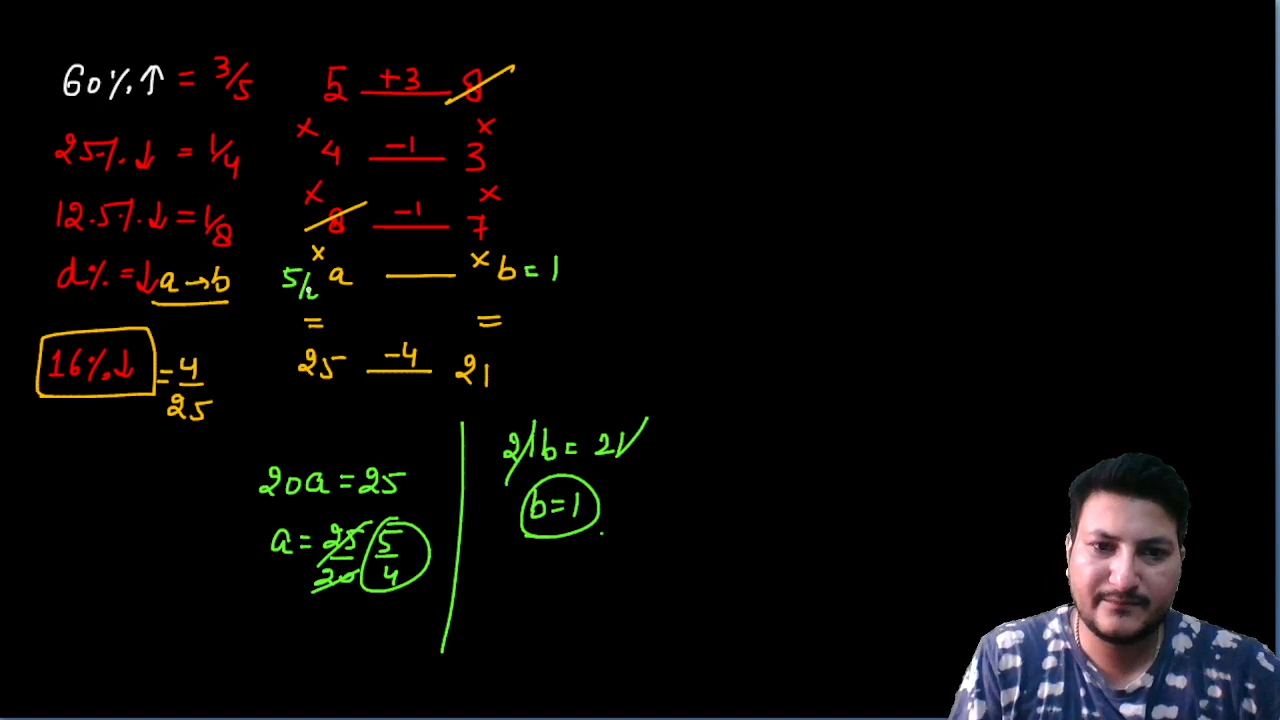 60%↑ = 3/5 5 +3 8
25%↓ = 1/4 × 4 -1 × 3
12.5%↓ = 1/8 × 8 -1 × 7
d% = ↓ a → b 5/2 × a × b = 1
= =
16%↓ = 4/25 25 -4 21
20a = 25
a = 25/20 5/4
21b = 21
b = 1